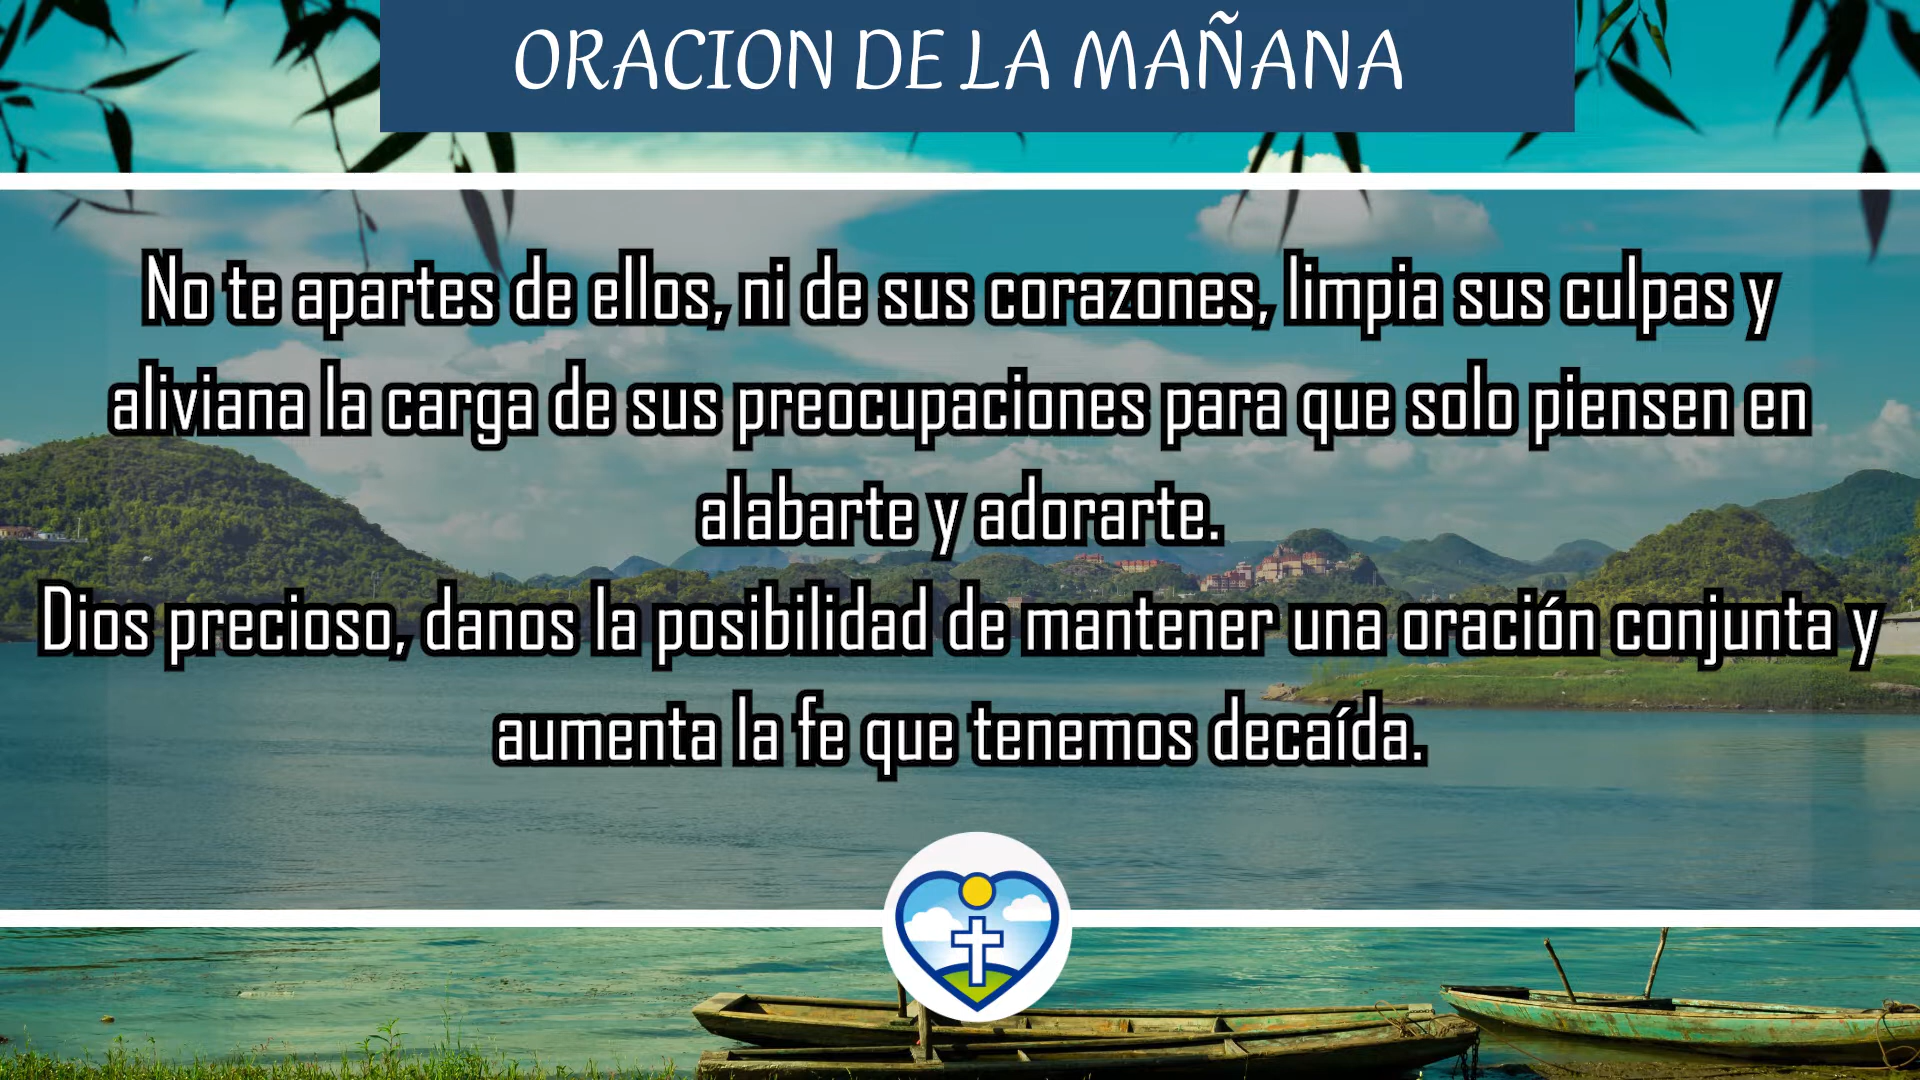 ORACION DE LA MAÑANA
No te apartes de ellos, ni de sus corazones, limpia sus culpas y
aliviana la carga de sus preocupaciones para que solo piensen en
alabarte y adorarte.
Dios precioso, danos la posibilidad de mantener una oración conjunta y
aumenta la fe que tenemos decaída.